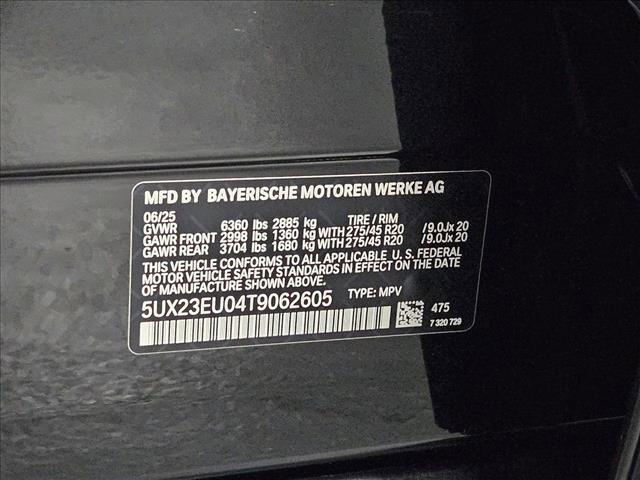 MFD BY BAYERISCHE MOTOREN WERKE AG
06/25
GVWR 6360 lbs 2885 kg TIRE / RIM
GAWR FRONT 2998 lbs 1360 kg WITH 275/45 R20 /9.0Jx 20
GAWR REAR 3704 lbs 1680 kg WITH 275/45 R20 /9.0Jx 20
THIS VEHICLE CONFORMS TO ALL APPLICABLE U. S. FEDERAL
MOTOR VEHICLE SAFETY STANDARDS IN EFFECT ON THE DATE OF
MANUFACTURE SHOWN ABOVE.
5UX23EU04T9062605 TYPE: MPV
475
7 320 729